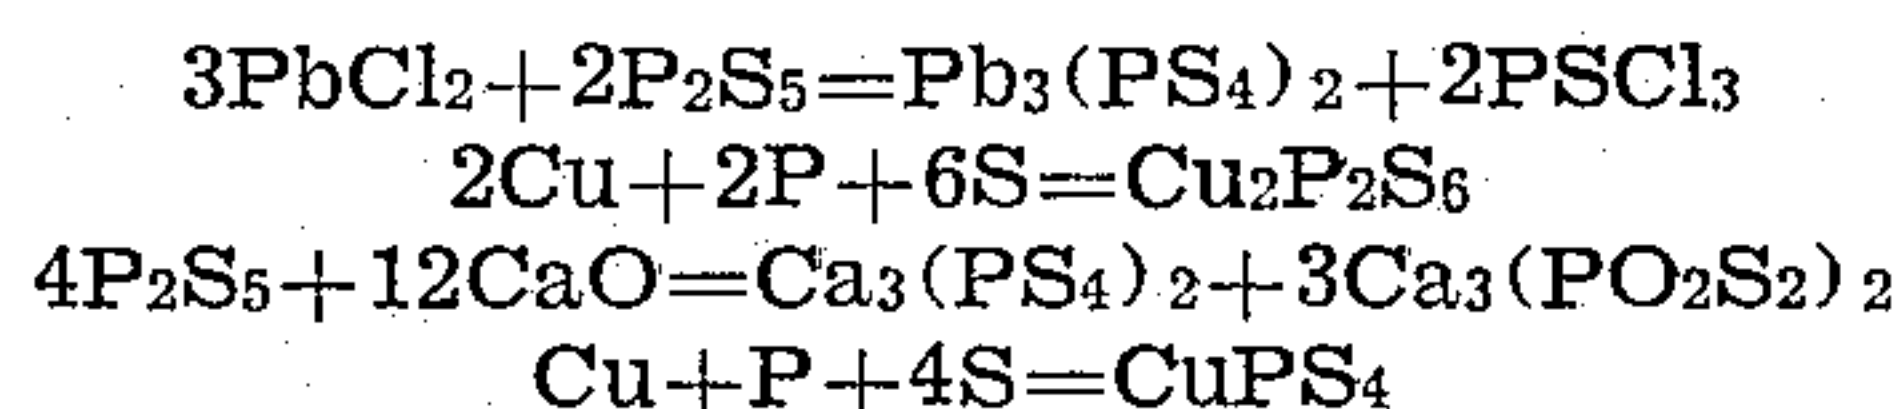 3PbCl₂+2P₂S₅=Pb₃(PS₄)₂+2PSCl₃
2Cu+2P+6S=Cu₂P₂S₆
4P₂S₅+12CaO=Ca₃(PS₄)₂+3Ca₃(PO₂S₂)₂
Cu+P+4S=CuPS₄